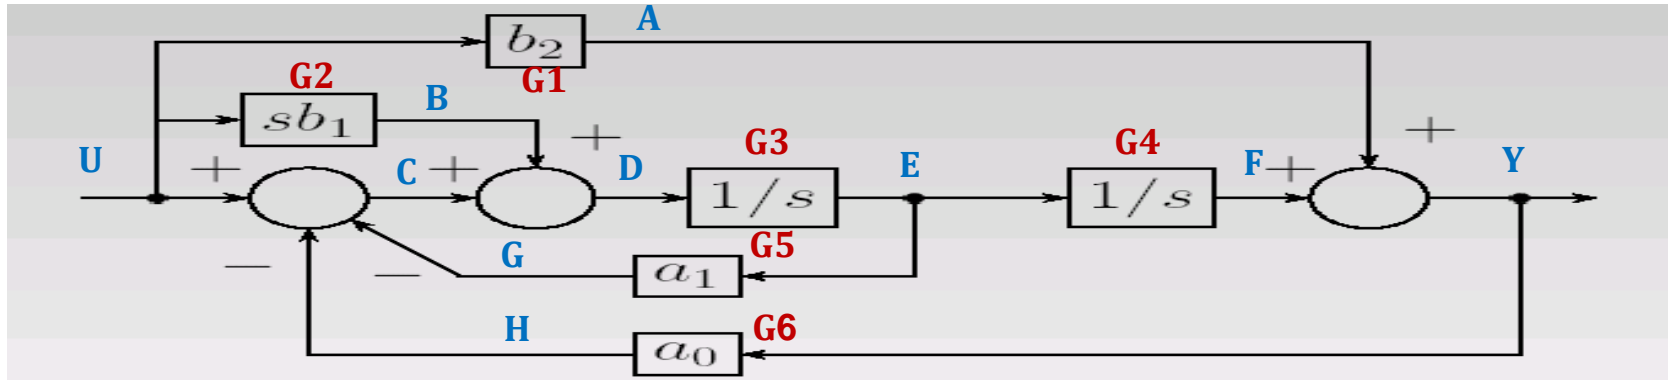 A
b₂
G1
G2
B
sb₁
+
U
+
C
+
D
G3
1/s
E
G4
1/s
F
+
+
Y
−
−
G
G5
a₁
H
G6
a₀